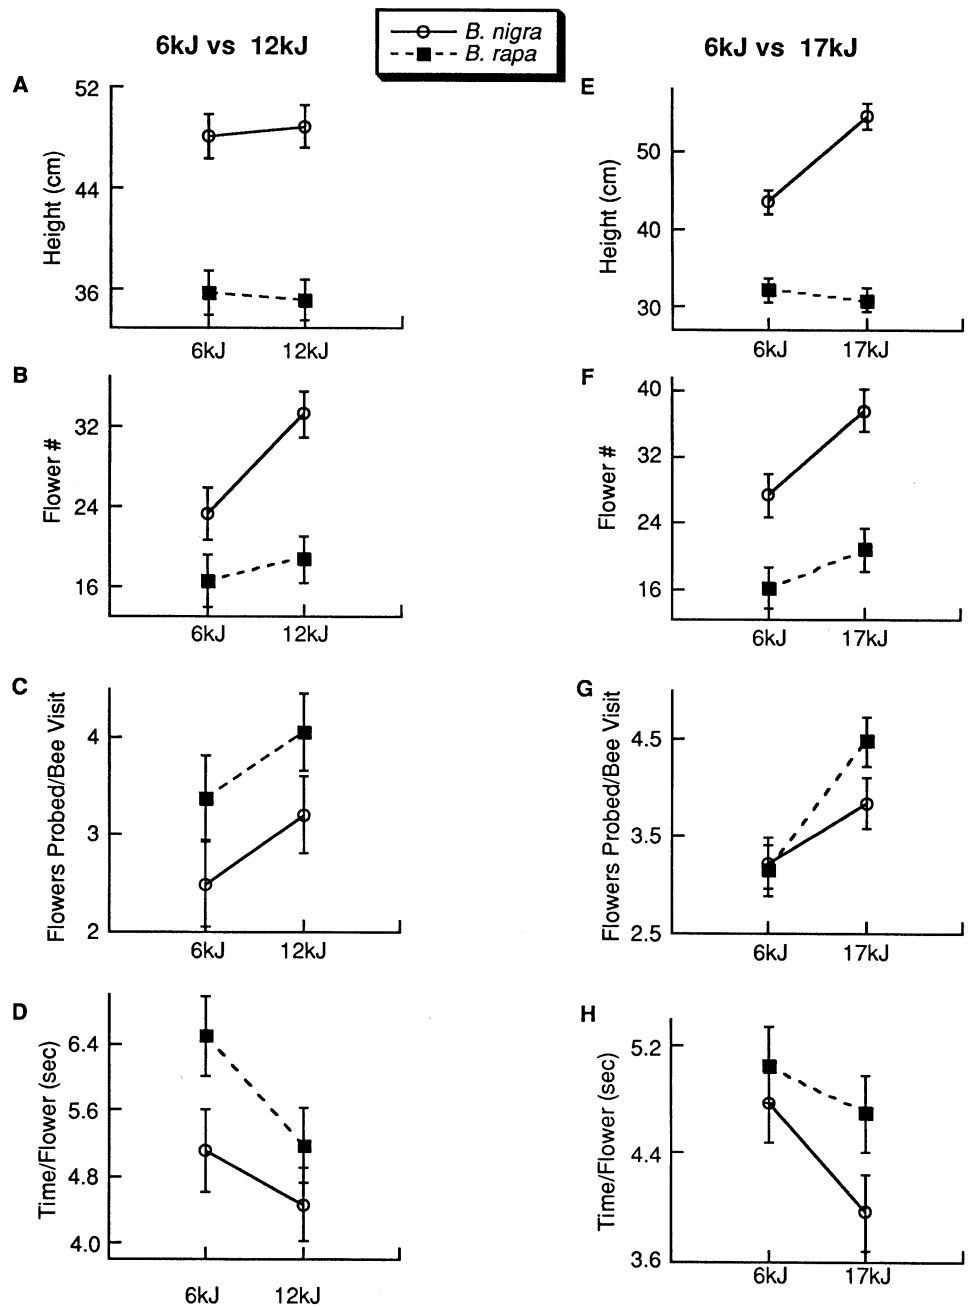 6kJ vs 12kJ
B. nigra
B. rapa
6kJ vs 17kJ
A
52
44
36
Height (cm)
6kJ 12kJ
E
50
40
30
Height (cm)
6kJ 17kJ
B
32
24
16
Flower #
6kJ 12kJ
F
40
32
24
16
Flower #
6kJ 17kJ
C
4
3
2
Flowers Probed/Bee Visit
6kJ 12kJ
G
4.5
3.5
2.5
Flowers Probed/Bee Visit
6kJ 17kJ
D
6.4
5.6
4.8
4.0
Time/Flower (sec)
6kJ 12kJ
H
5.2
4.4
3.6
Time/Flower (sec)
6kJ 17kJ